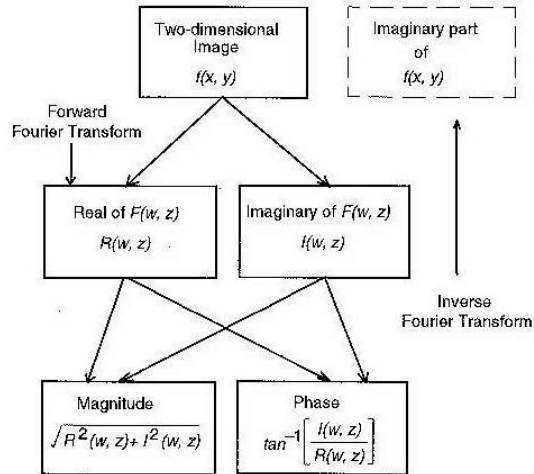 Two-dimensional
Image
f(x, y)
Imaginary part
of
f(x, y)
Forward
Fourier Transform
Real of F(w, z)
R(w, z)
Imaginary of F(w, z)
I(w, z)
Inverse
Fourier Transform
Magnitude
√R²(w, z)+ I²(w, z)
Phase
tan⁻¹[I(w, z)/R(w, z)]